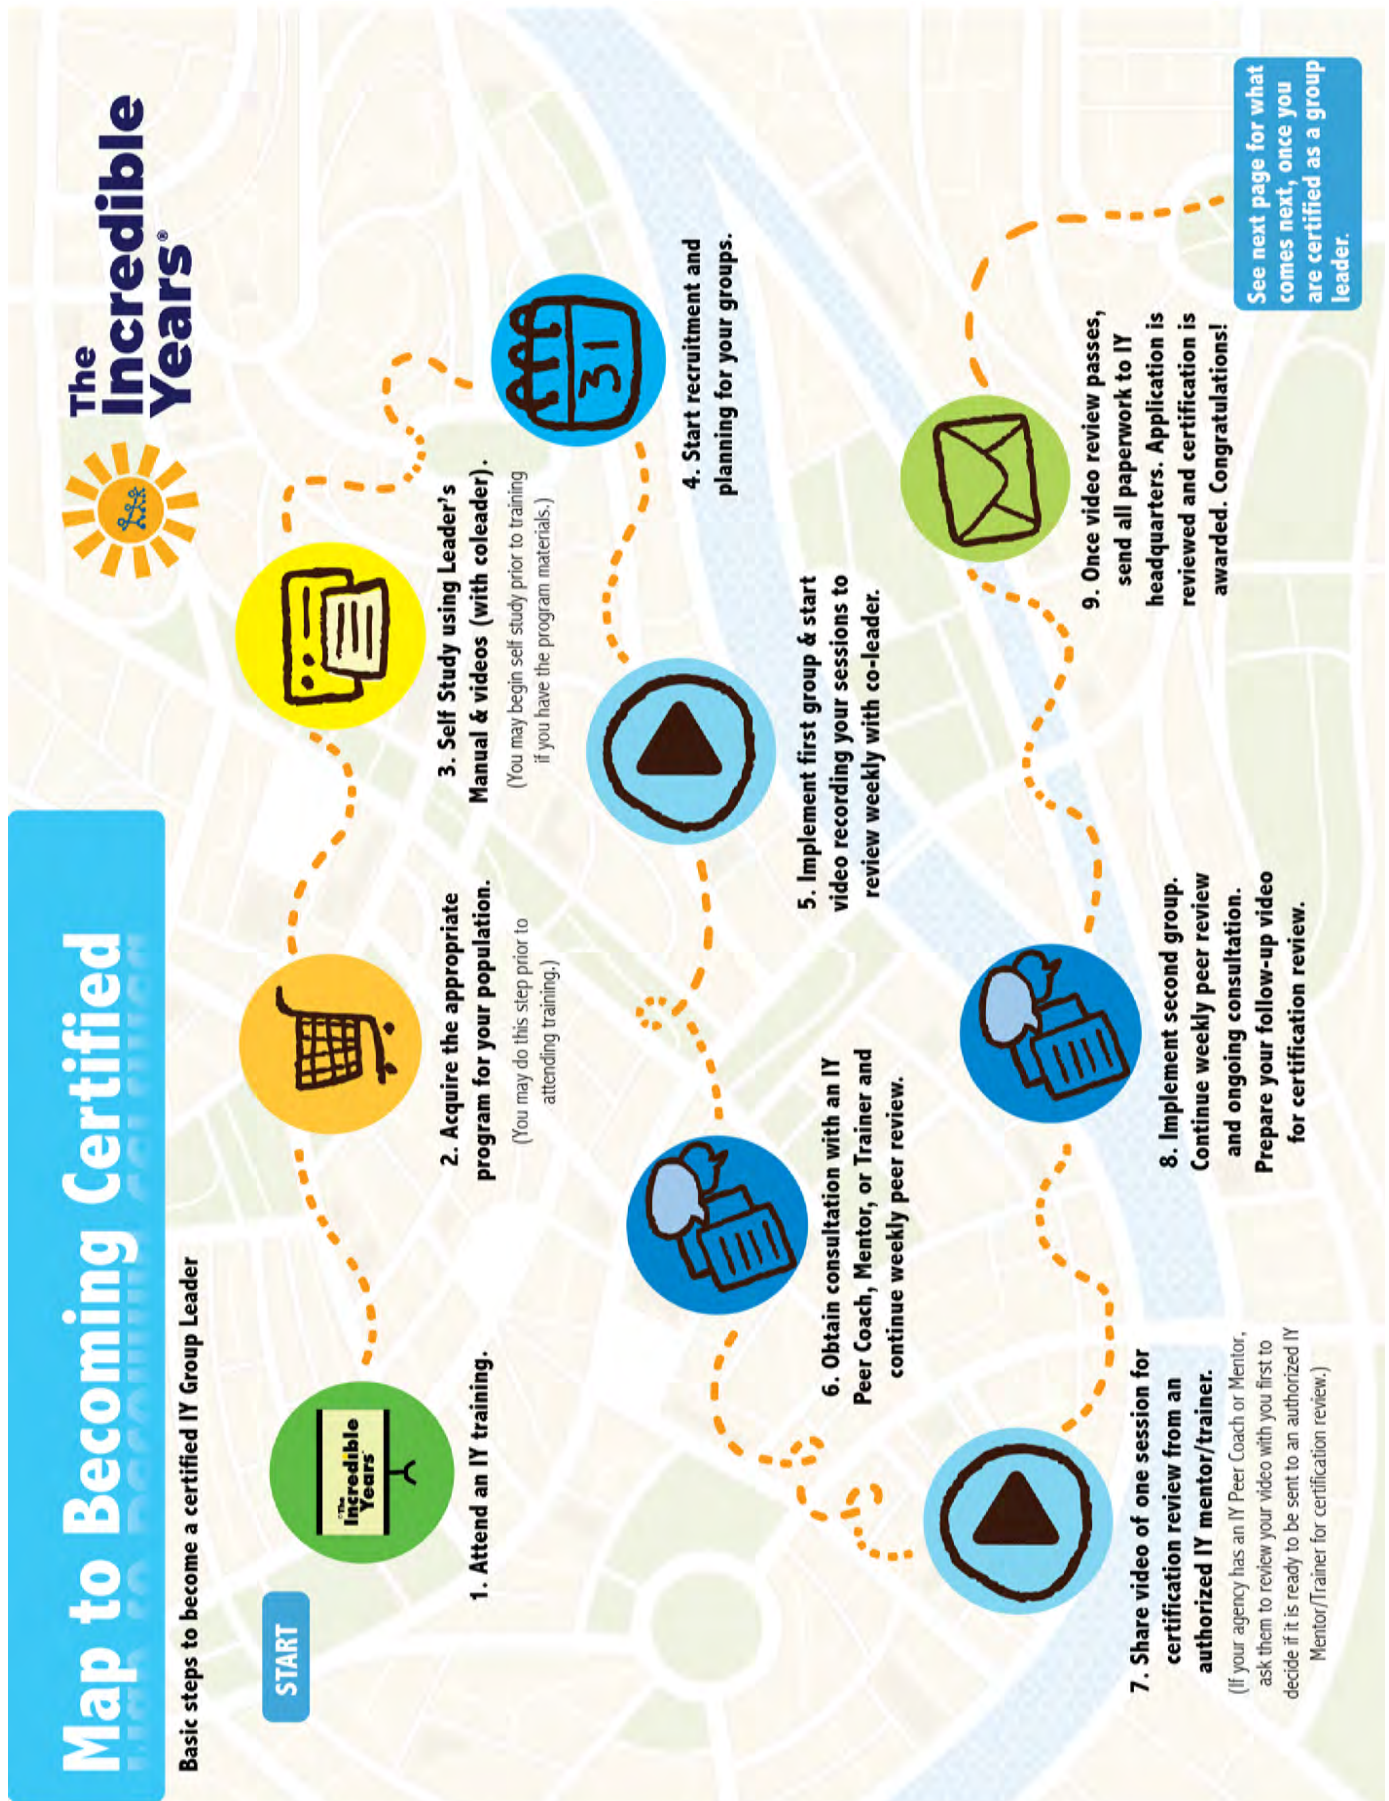 Map to Becoming Certified
The
Incredible
Years®
Basic steps to become a certified IY Group Leader
START
The
Incredible
Years
1. Attend an IY training.
2. Acquire the appropriate
program for your population.
(You may do this step prior to
attending training.)
3. Self Study using Leader's
Manual & videos (with coleader).
(You may begin self study prior to training
if you have the program materials.)
31
4. Start recruitment and
planning for your groups.
5. Implement first group & start
video recording your sessions to
review weekly with co-leader.
6. Obtain consultation with an IY
Peer Coach, Mentor, or Trainer and
continue weekly peer review.
7. Share video of one session for
certification review from an
authorized IY mentor/trainer.
(If your agency has an IY Peer Coach or Mentor,
ask them to review your video with you first to
decide if it is ready to be sent to an authorized IY
Mentor/Trainer for certification review.)
8. Implement second group.
Continue weekly peer review
and ongoing consultation.
Prepare your follow-up video
for certification review.
9. Once video review passes,
send all paperwork to IY
headquarters. Application is
reviewed and certification is
awarded. Congratulations!
See next page for what
comes next, once you
are certified as a group
leader.